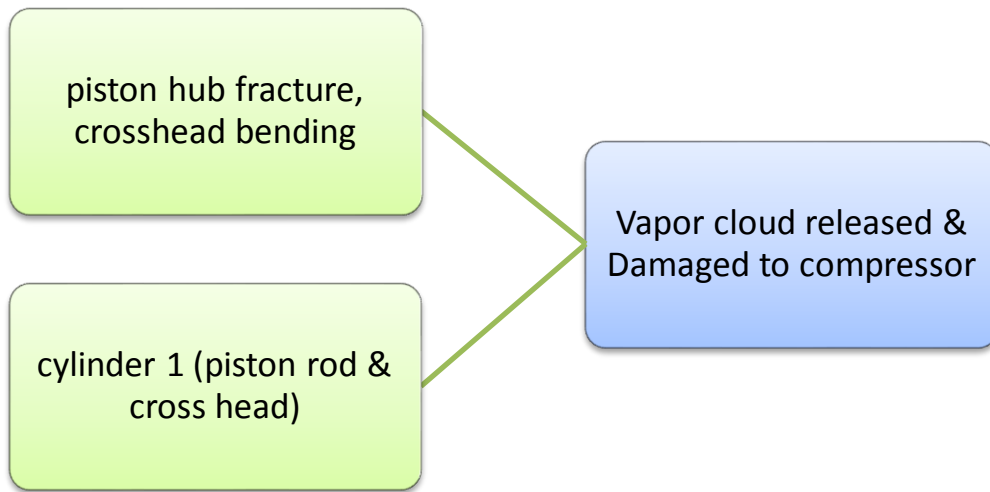 piston hub fracture,
crosshead bending
Vapor cloud released &
Damaged to compressor
cylinder 1 (piston rod &
cross head)